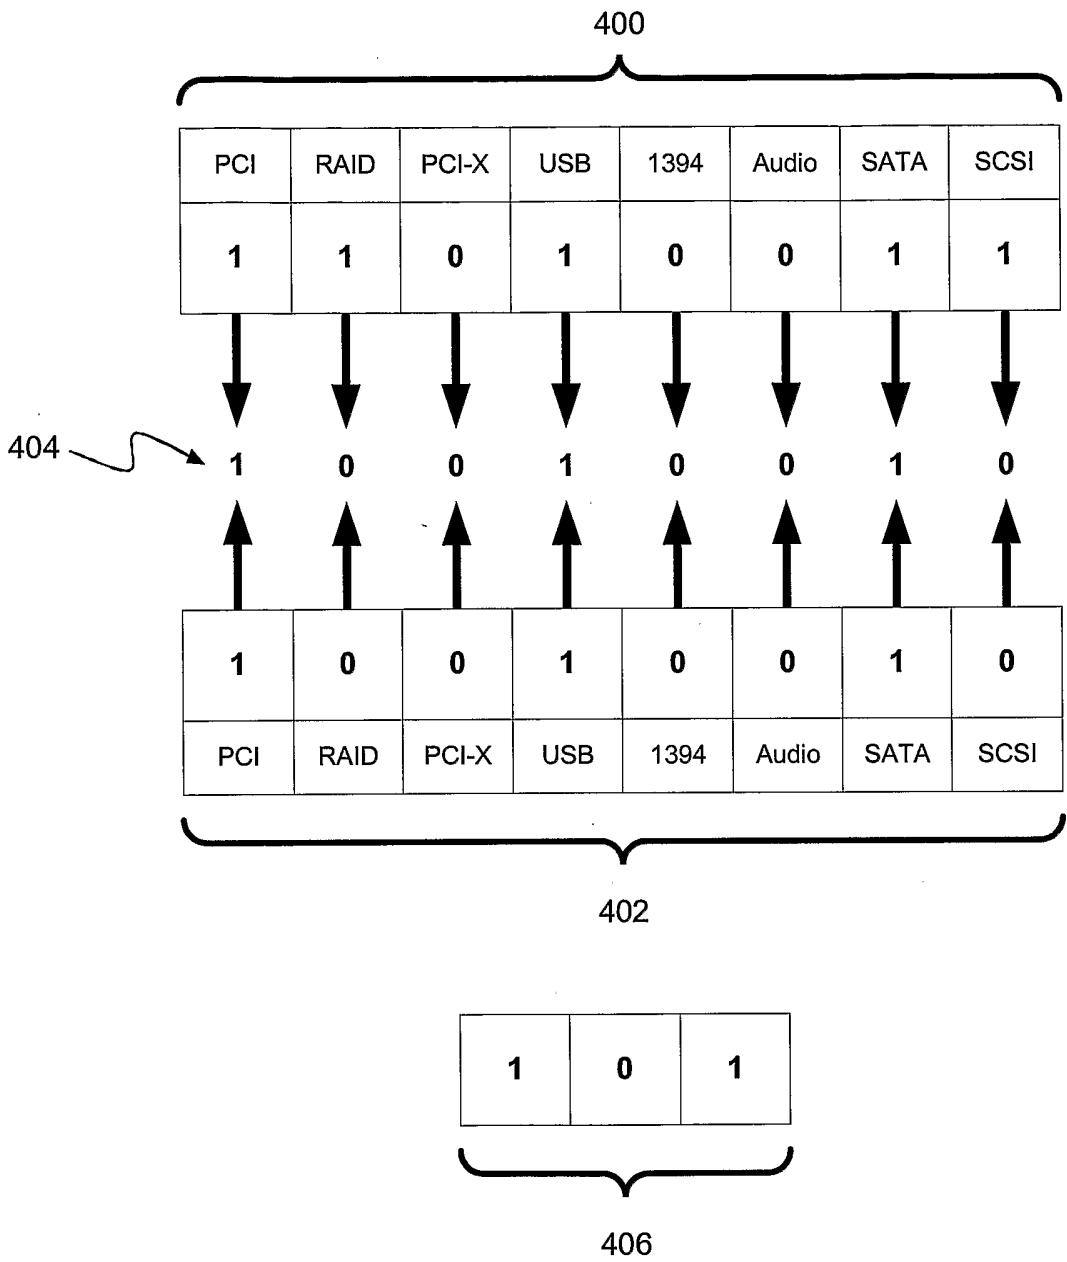 400
PCI RAID PCI-X USB 1394 Audio SATA SCSI
1 1 0 1 0 0 1 1
404 1 0 0 1 0 0 1 0
1 0 0 1 0 0 1 0
PCI RAID PCI-X USB 1394 Audio SATA SCSI
402
1 0 1
406